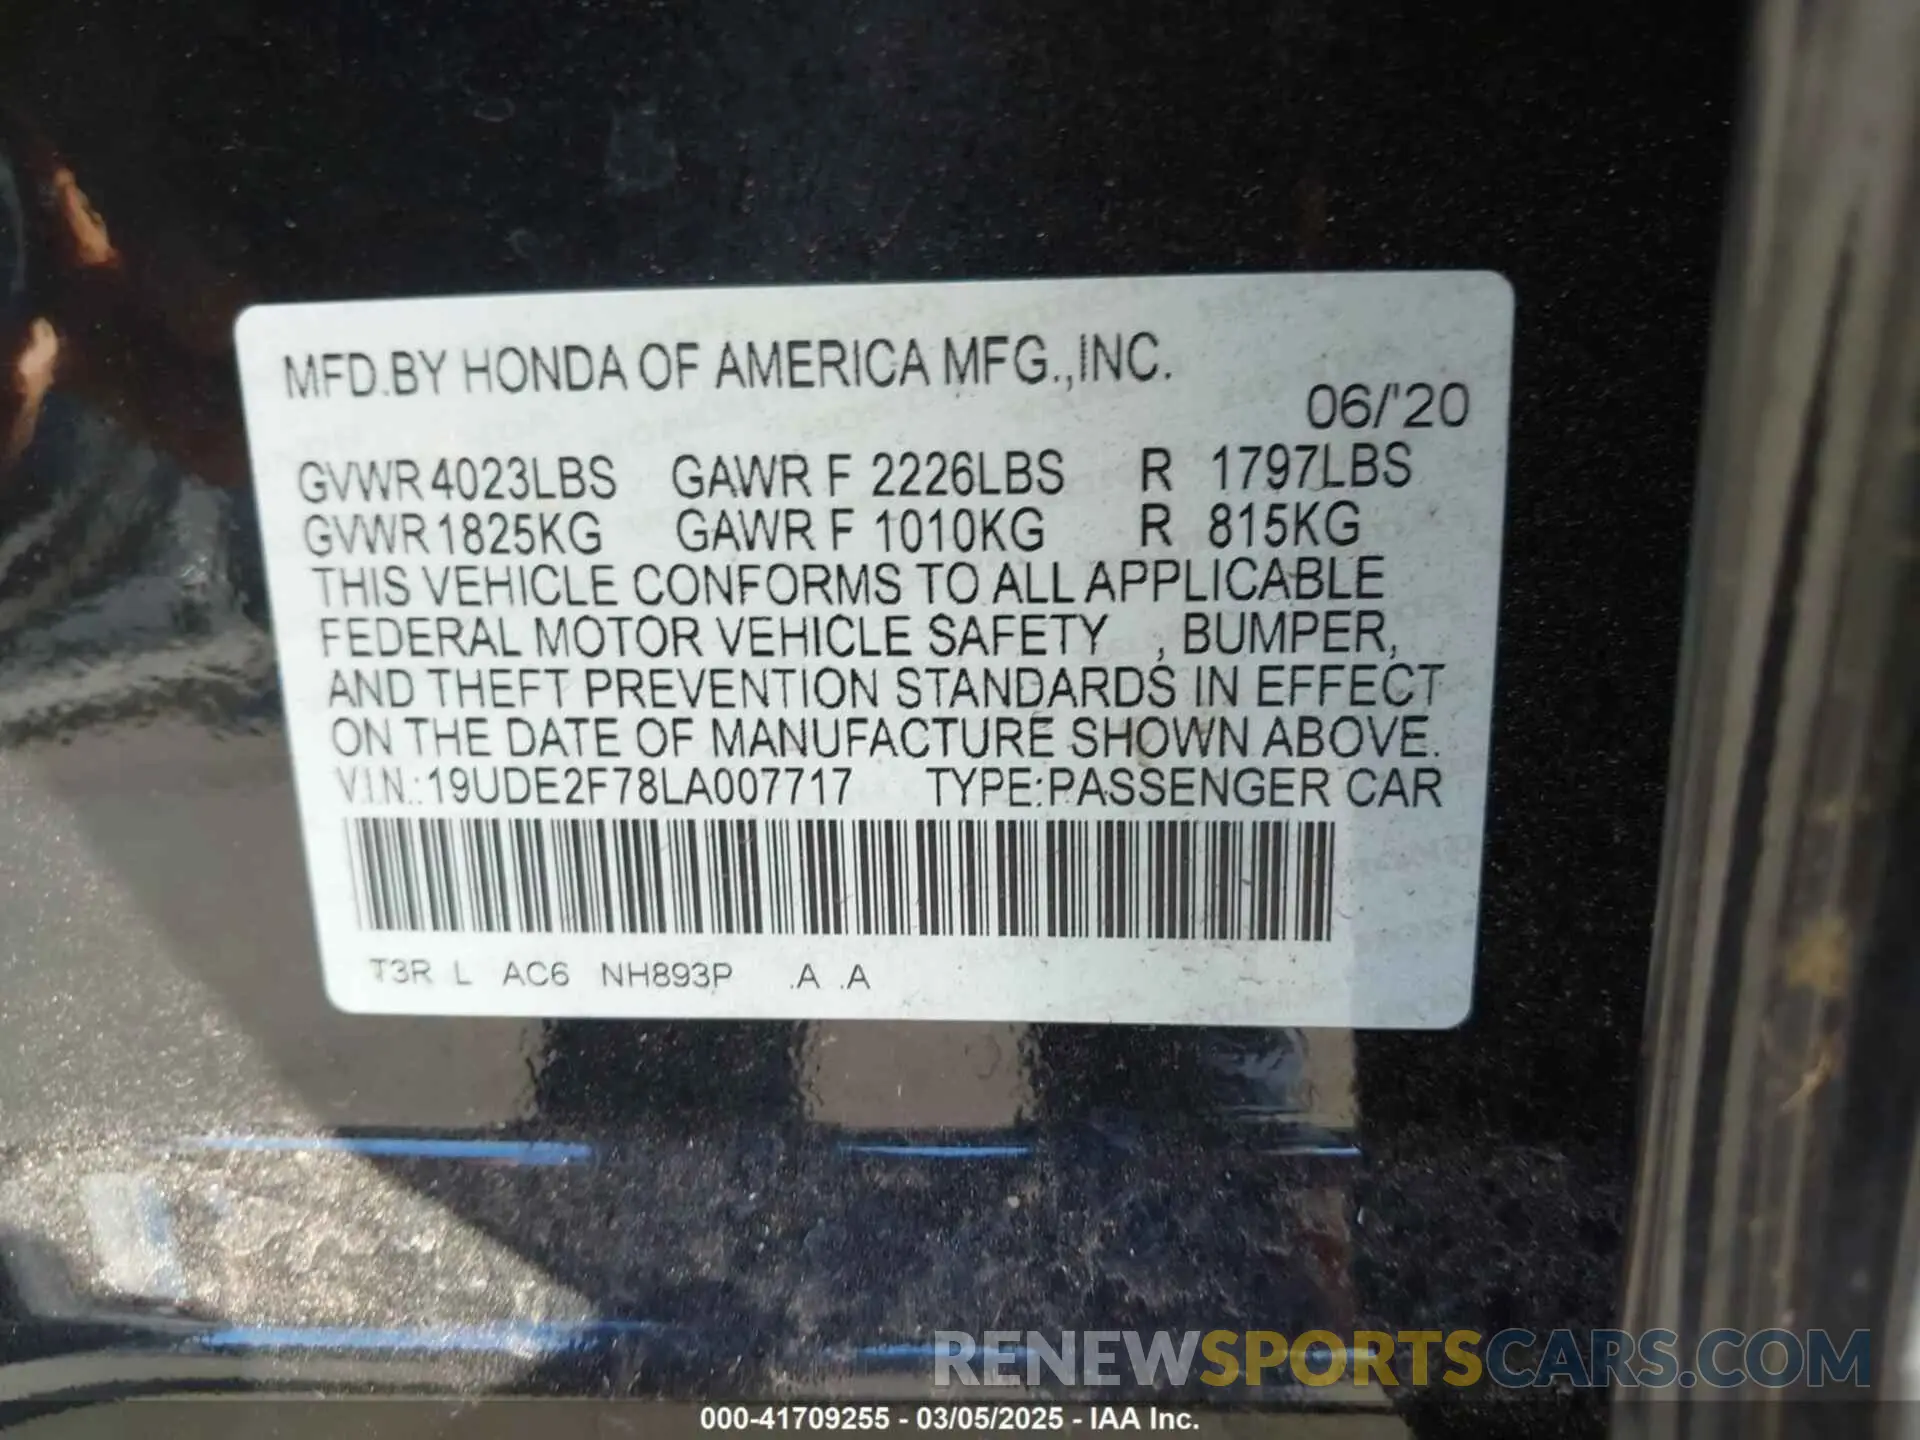 MFD.BY HONDA OF AMERICA MFG.,INC.
06/'20
GVWR 4023LBS GAWR F 2226LBS R 1797LBS
GVWR 1825KG GAWR F 1010KG R 815KG
THIS VEHICLE CONFORMS TO ALL APPLICABLE
FEDERAL MOTOR VEHICLE SAFETY , BUMPER,
AND THEFT PREVENTION STANDARDS IN EFFECT
ON THE DATE OF MANUFACTURE SHOWN ABOVE.
V.I.N.:19UDE2F78LA007717 TYPE:PASSENGER CAR
T3R L AC6 NH893P .A .A
RENEWSPORTSCARS.COM
000-41709255 - 03/05/2025 - IAA Inc.